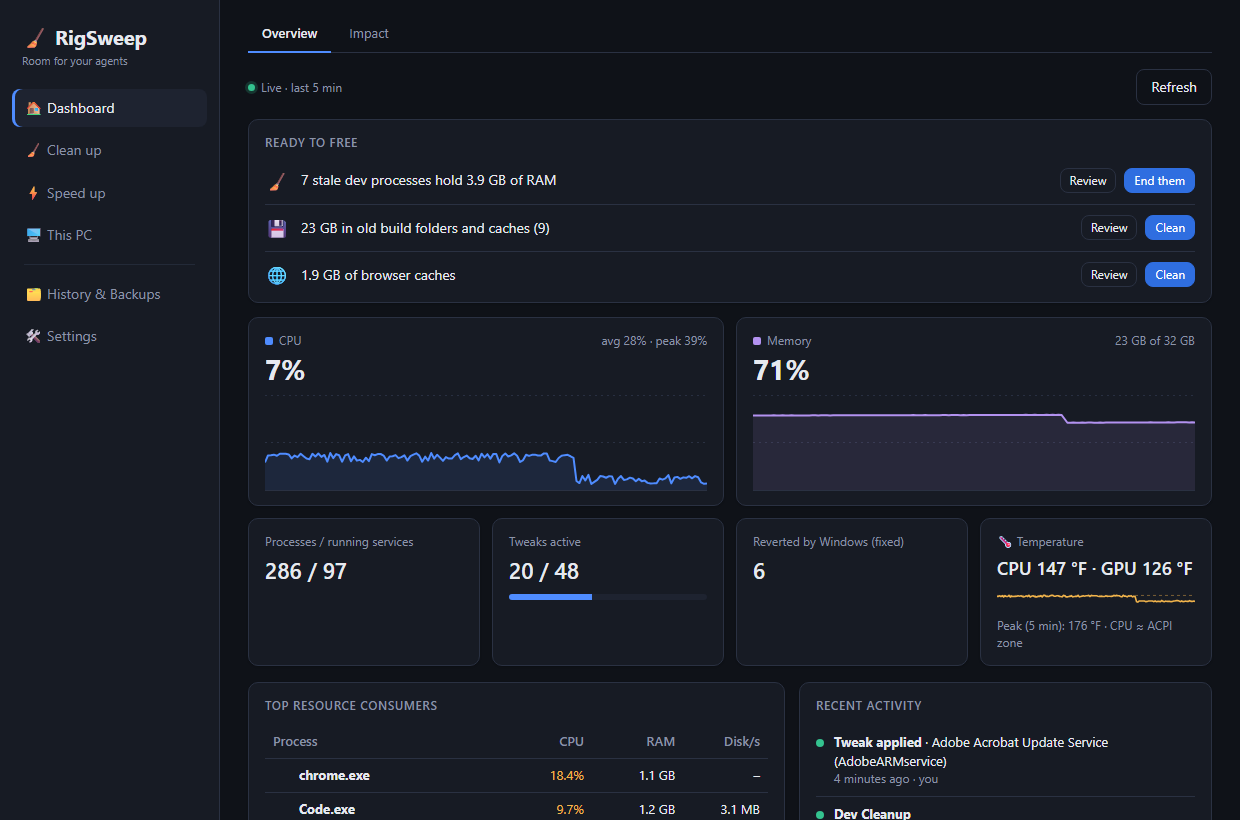 RigSweep
Room for your agents
Dashboard
Clean up
Speed up
This PC
History & Backups
Settings
Overview
Impact
Live · last 5 min
Refresh
READY TO FREE
7 stale dev processes hold 3.9 GB of RAM
Review
End them
23 GB in old build folders and caches (9)
Review
Clean
1.9 GB of browser caches
Review
Clean
CPU
avg 28% · peak 39%
7%
Memory
23 GB of 32 GB
71%
Processes / running services
286 / 97
Tweaks active
20 / 48
Reverted by Windows (fixed)
6
Temperature
CPU 147 °F · GPU 126 °F
Peak (5 min): 176 °F · CPU ≈ ACPI
zone
TOP RESOURCE CONSUMERS
Process CPU RAM Disk/s
chrome.exe 18.4% 1.1 GB –
Code.exe 9.7% 1.2 GB 3.1 MB
RECENT ACTIVITY
Tweak applied · Adobe Acrobat Update Service
(AdobeARMservice)
4 minutes ago · you
Dev Cleanup